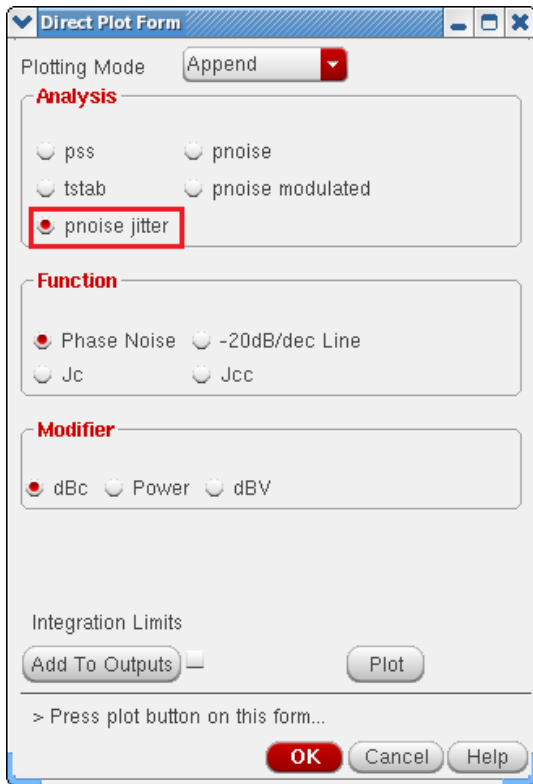 Direct Plot Form
Plotting Mode Append
Analysis
pss pnoise
tstab pnoise modulated
pnoise jitter
Function
Phase Noise -20dB/dec Line
Jc Jcc
Modifier
dBc Power dBV
Integration Limits
Add To Outputs Plot
> Press plot button on this form...
OK Cancel Help